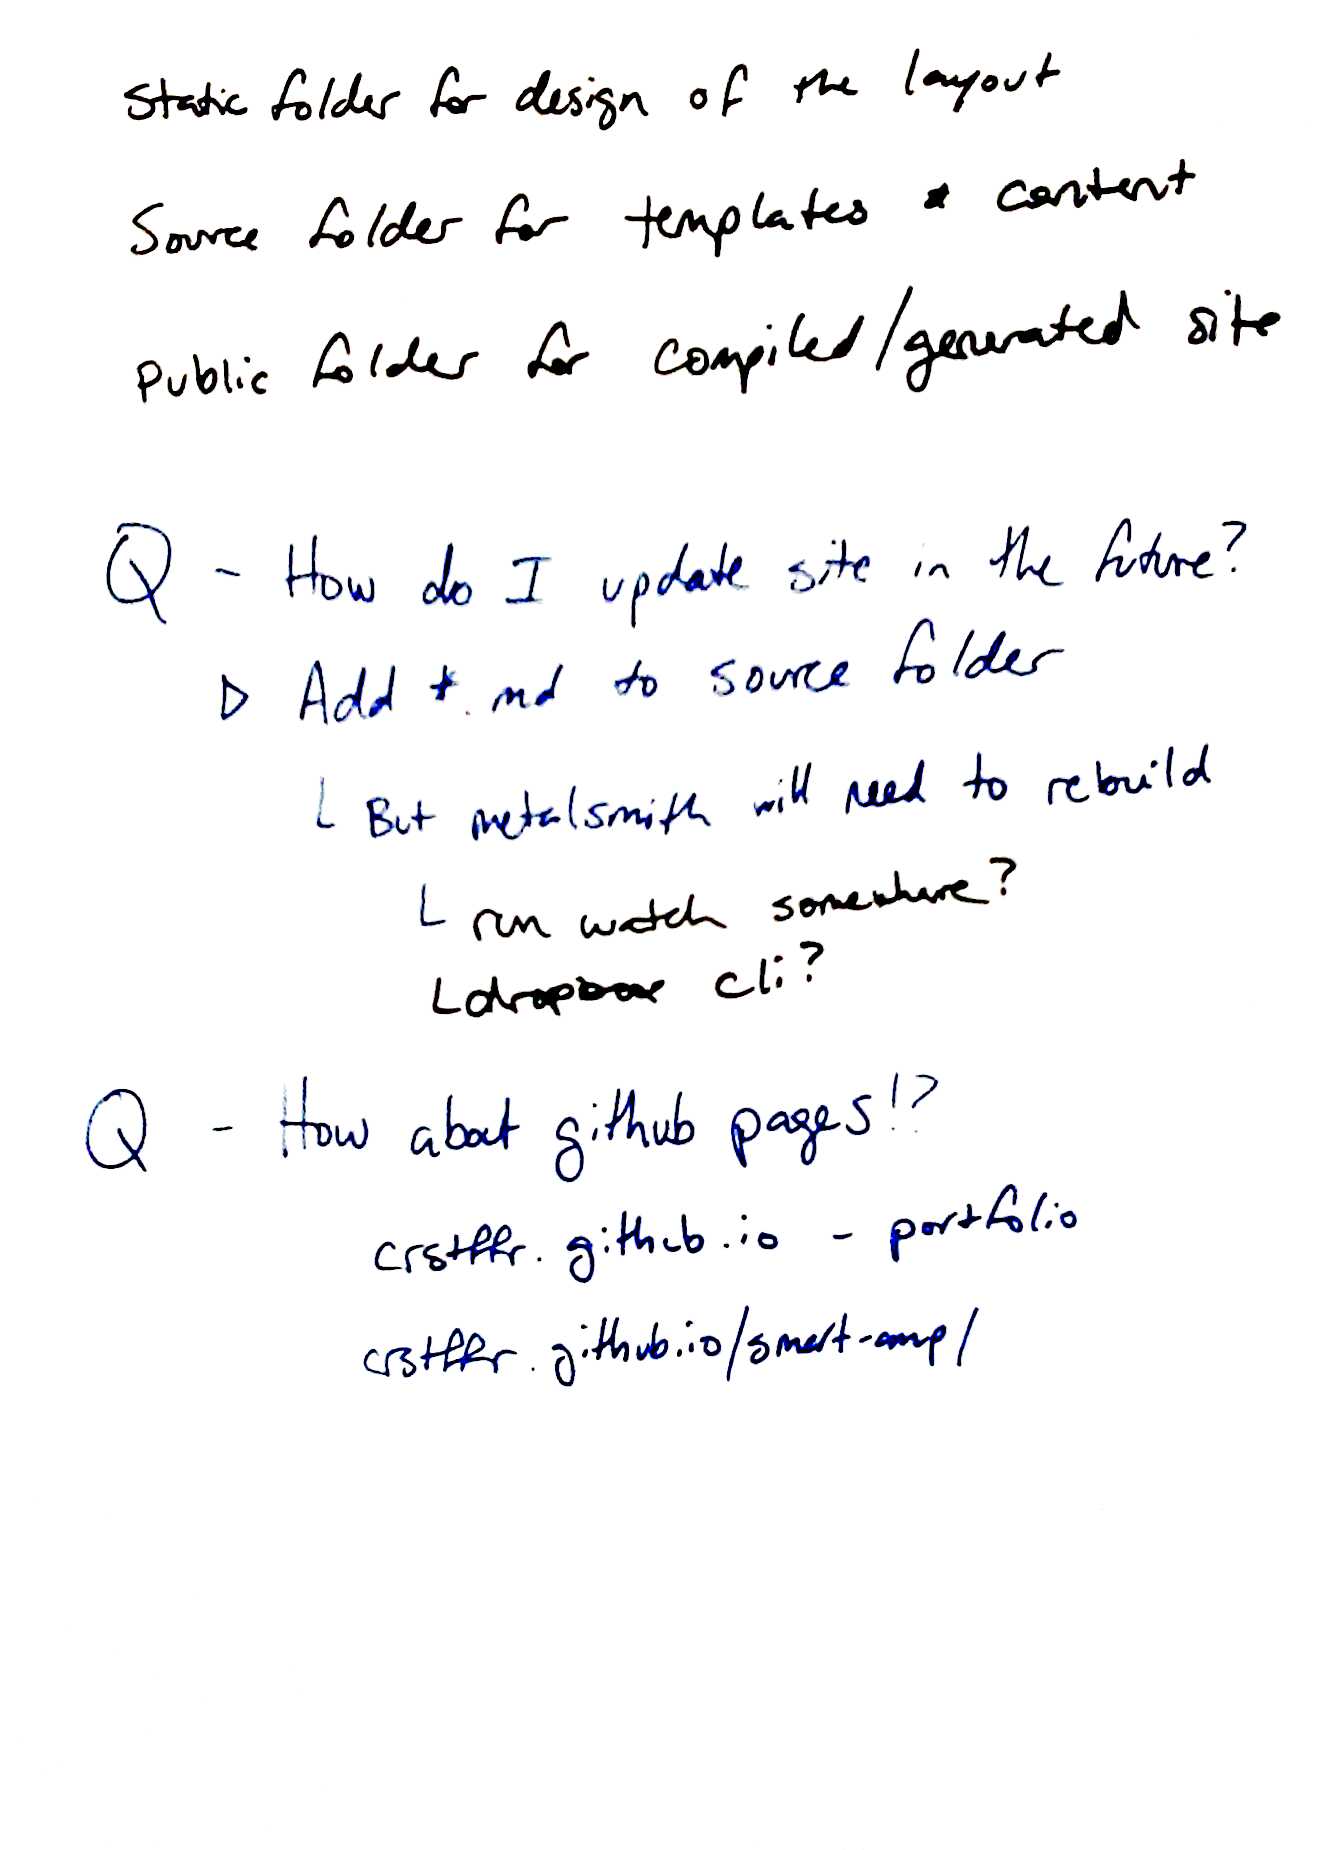 Static folder for design of the layout
Source folder for templates & content
Public folder for compiled/generated site
Q - How do I update site in the future?
▷ Add *.md to source folder
└ But metalsmith will need to rebuild
└ run watch somewhere?
└ dropbox cli?
Q - How about github pages!?
crstffr.github.io - portfolio
crstffr.github.io/smart-amp/